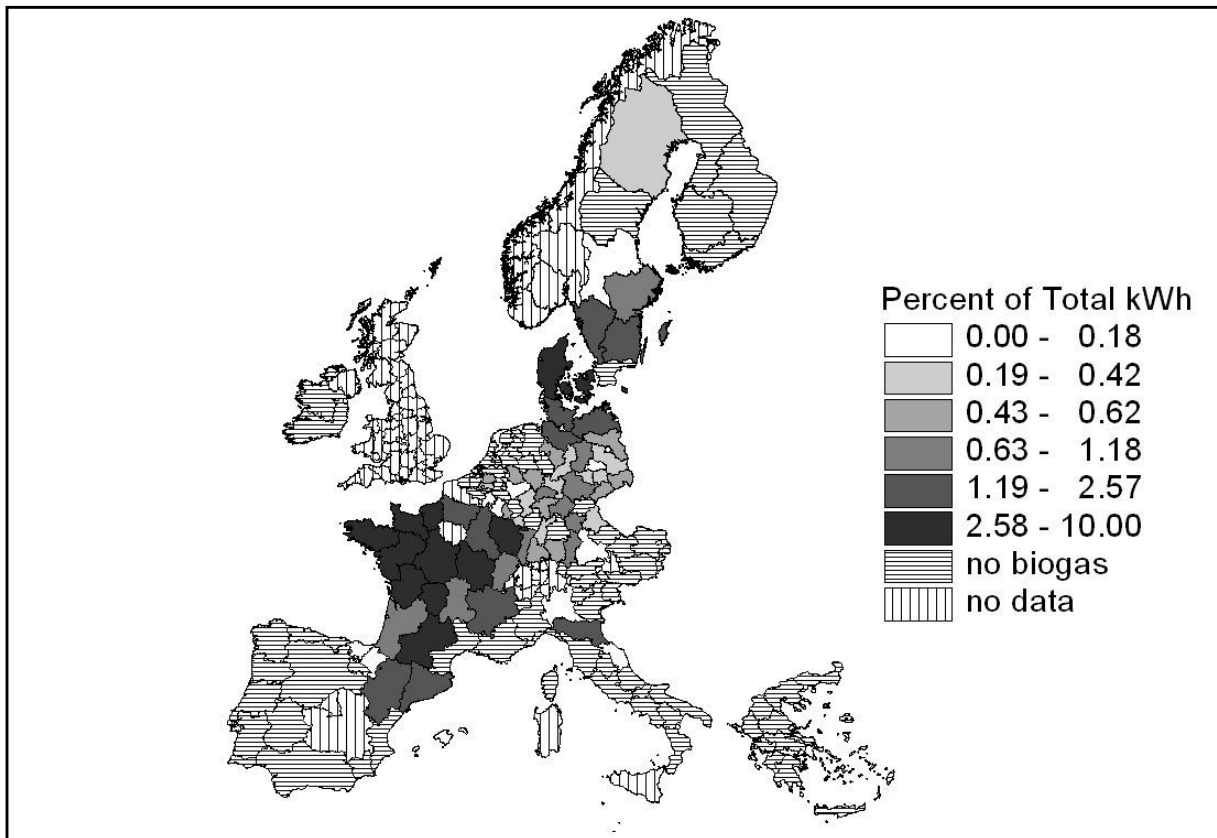 Percent of Total kWh
0.00 - 0.18
0.19 - 0.42
0.43 - 0.62
0.63 - 1.18
1.19 - 2.57
2.58 - 10.00
no biogas
no data